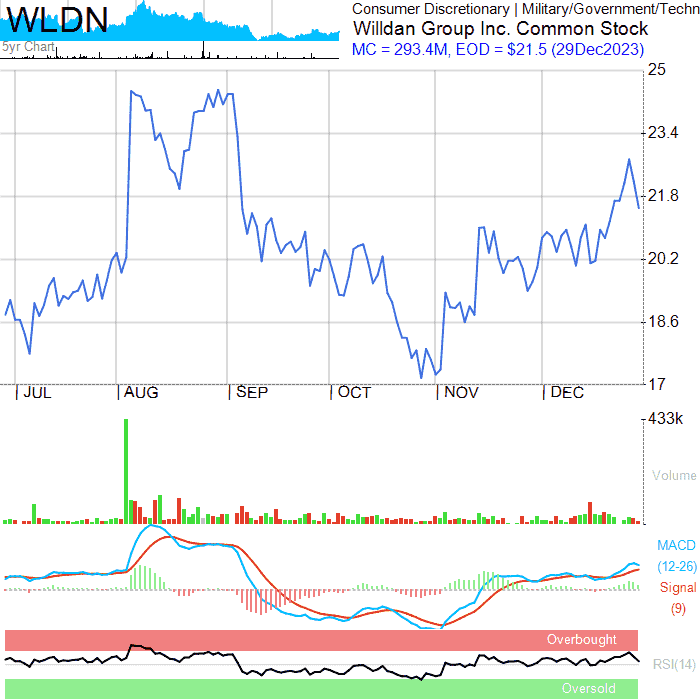 WLDN
5yr Chart
Consumer Discretionary | Military/Government/Techn
Willdan Group Inc. Common Stock
MC = 293.4M, EOD = $21.5 (29Dec2023)
25
23.4
21.8
20.2
18.6
17
JUL AUG SEP OCT NOV DEC
433k
Volume
MACD
(12-26)
Signal
(9)
Overbought
RSI(14)
Oversold